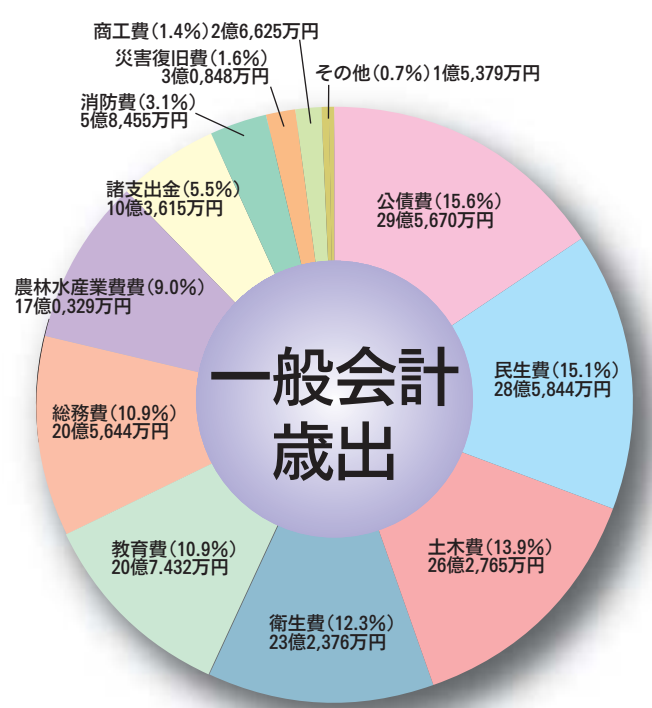 商工費(1.4%)2億6,625万円
災害復旧費(1.6%)
3億0,848万円
その他(0.7%)1億5,379万円
消防費(3.1%)
5億8,455万円
諸支出金(5.5%)
10億3,615万円
公債費(15.6%)
29億5,670万円
農林水産業費費(9.0%)
17億0,329万円
民生費(15.1%)
28億5,844万円
一般会計
歳出
総務費(10.9%)
20億5,644万円
教育費(10.9%)
20億7.432万円
土木費(13.9%)
26億2,765万円
衛生費(12.3%)
23億2,376万円